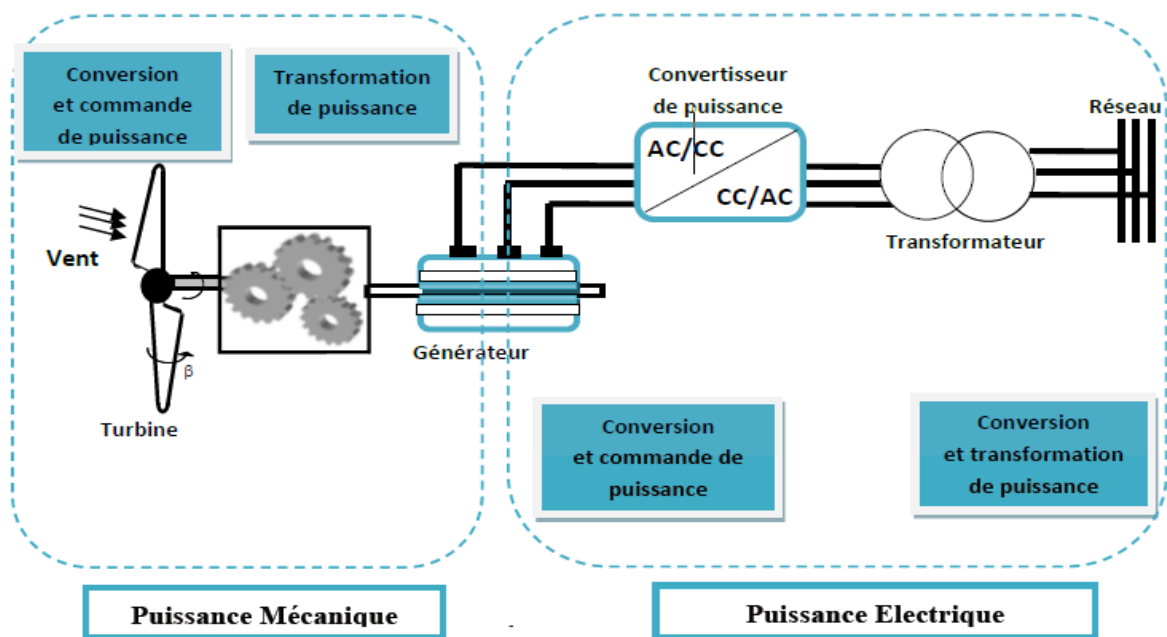 Conversion
et commande
de puissance
Transformation
de puissance
Convertisseur
de puissance
Réseau
AC/CC
CC/AC
Transformateur
Vent
β
Turbine
Générateur
Conversion
et commande de
puissance
Conversion
et transformation
de puissance
Puissance Mécanique
Puissance Electrique